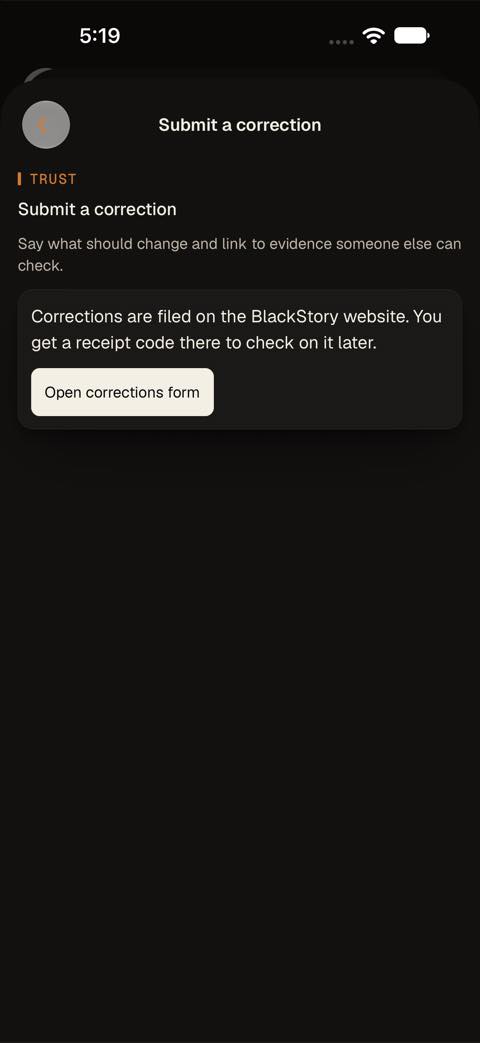 5:19
Submit a correction
TRUST
Submit a correction
Say what should change and link to evidence someone else can
check.
Corrections are filed on the BlackStory website. You
get a receipt code there to check on it later.
Open corrections form